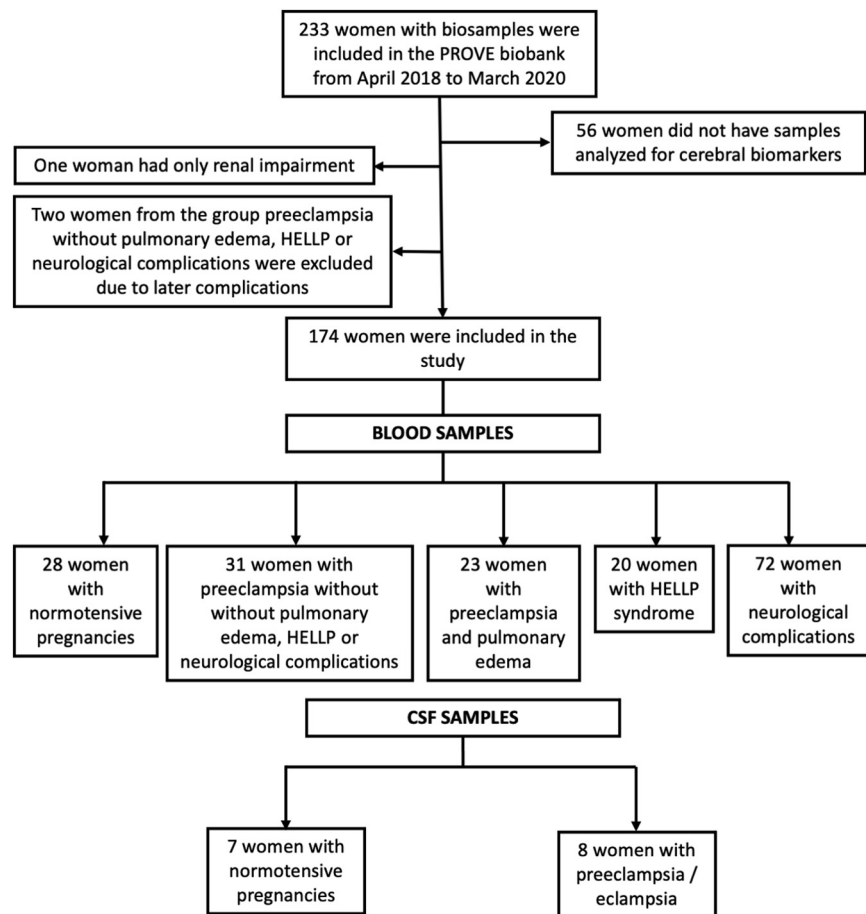 233 women with biosamples were
included in the PROVE biobank
from April 2018 to March 2020
56 women did not have samples
analyzed for cerebral biomarkers
One woman had only renal impairment
Two women from the group preeclampsia
without pulmonary edema, HELLP or
neurological complications were excluded
due to later complications
174 women were included in the
study
BLOOD SAMPLES
28 women
with
normotensive
pregnancies
31 women with
preeclampsia without
without pulmonary
edema, HELLP or
neurological complications
23 women
with
preeclampsia
and pulmonary
edema
20 women
with HELLP
syndrome
72 women
with
neurological
complications
CSF SAMPLES
7 women with
normotensive
pregnancies
8 women with
preeclampsia /
eclampsia